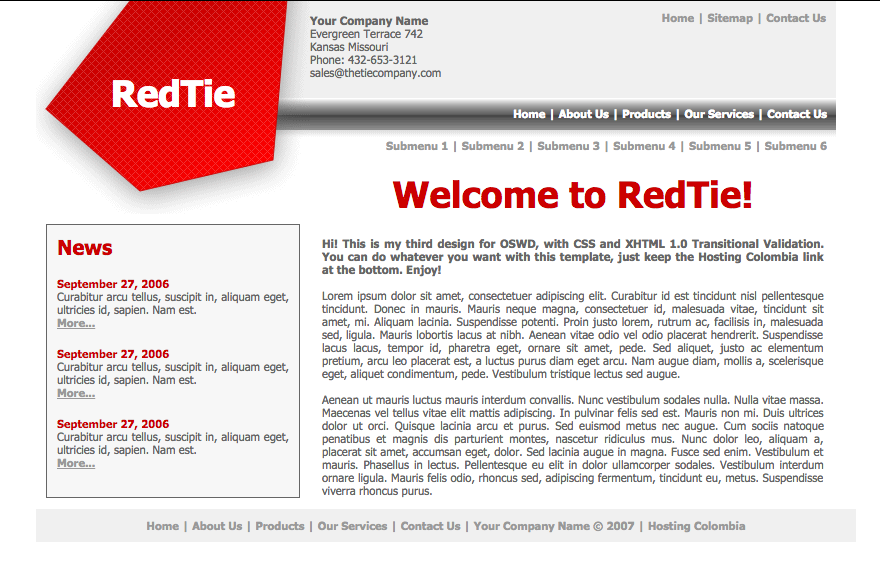 RedTie
Your Company Name
Evergreen Terrace 742
Kansas Missouri
Phone: 432-653-3121
sales@thetiecompany.com
Home | Sitemap | Contact Us
Home | About Us | Products | Our Services | Contact Us
Submenu 1 | Submenu 2 | Submenu 3 | Submenu 4 | Submenu 5 | Submenu 6
News
September 27, 2006
Curabitur arcu tellus, suscipit in, aliquam eget,
ultricies id, sapien. Nam est.
More...
September 27, 2006
Curabitur arcu tellus, suscipit in, aliquam eget,
ultricies id, sapien. Nam est.
More...
September 27, 2006
Curabitur arcu tellus, suscipit in, aliquam eget,
ultricies id, sapien. Nam est.
More...
Welcome to RedTie!
Hi! This is my third design for OSWD, with CSS and XHTML 1.0 Transitional Validation.
You can do whatever you want with this template, just keep the Hosting Colombia link
at the bottom. Enjoy!
Lorem ipsum dolor sit amet, consectetuer adipiscing elit. Curabitur id est tincidunt nisl pellentesque
tincidunt. Donec in mauris. Mauris neque magna, consectetuer id, malesuada vitae, tincidunt sit
amet, mi. Aliquam lacinia. Suspendisse potenti. Proin justo lorem, rutrum ac, facilisis in, malesuada
sed, ligula. Mauris lobortis lacus at nibh. Aenean vitae odio vel odio placerat hendrerit. Suspendisse
lacus lacus, tempor id, pharetra eget, ornare sit amet, pede. Sed aliquet, justo ac elementum
pretium, arcu leo placerat est, a luctus purus diam eget arcu. Nam augue diam, mollis a, scelerisque
eget, aliquet condimentum, pede. Vestibulum tristique lectus sed augue.
Aenean ut mauris luctus mauris interdum convallis. Nunc vestibulum sodales nulla. Nulla vitae massa.
Maecenas vel tellus vitae elit mattis adipiscing. In pulvinar felis sed est. Mauris non mi. Duis ultrices
dolor ut orci. Quisque lacinia arcu et purus. Sed euismod metus nec augue. Cum sociis natoque
penatibus et magnis dis parturient montes, nascetur ridiculus mus. Nunc dolor leo, aliquam a,
placerat sit amet, accumsan eget, dolor. Sed lacinia augue in magna. Fusce sed enim. Vestibulum et
mauris. Phasellus in lectus. Pellentesque eu elit in dolor ullamcorper sodales. Vestibulum interdum
ornare ligula. Mauris felis odio, rhoncus sed, adipiscing fermentum, tincidunt eu, metus. Suspendisse
viverra rhoncus purus.
Home | About Us | Products | Our Services | Contact Us | Your Company Name © 2007 | Hosting Colombia